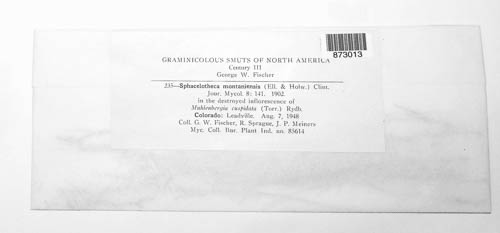 873013
GRAMINICOLOUS SMUTS OF NORTH AMERICA
Century III
George W. Fischer
235—Sphacelotheca montaniensis (Ell. & Holw.) Clint.
Jour. Mycol. 8: 141. 1902.
in the destroyed inflorescence of
Muhlenbergia cuspidata (Torr.) Rydb.
Colorado: Leadville. Aug. 7, 1948
Coll. G. W. Fischer, R. Sprague, J. P. Meiners
Myc. Coll. Bur. Plant Ind. no. 83614